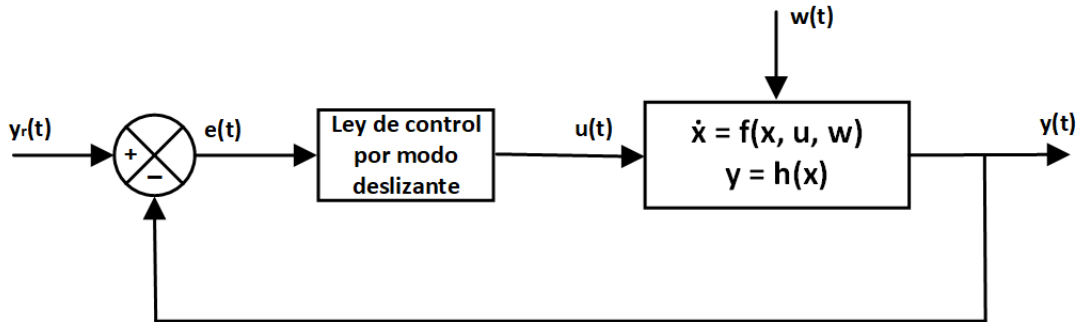 w(t)
yᵣ(t)
+
−
e(t)
Ley de control
por modo
deslizante
u(t)
ẋ = f(x, u, w)
y = h(x)
y(t)